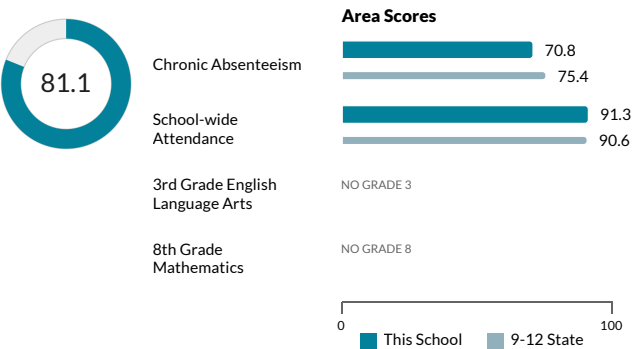 Area Scores
81.1
Chronic Absenteeism
70.8
75.4
School-wide
Attendance
91.3
90.6
3rd Grade English
Language Arts
NO GRADE 3
8th Grade
Mathematics
NO GRADE 8
0
100
This School
9-12 State